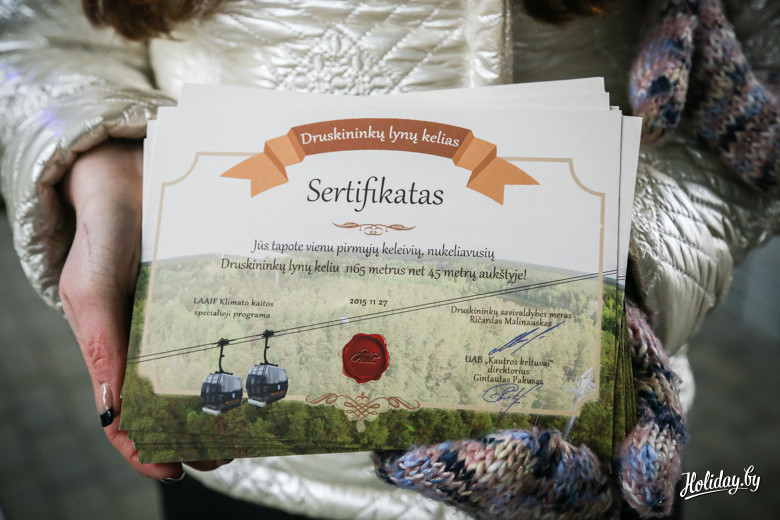 Druskininkų lynų kelias
Sertifikatas
Jūs tapote vienu pirmųjų keleivių, nukeliavusių
Druskininkų lynų keliu 1165 metrus net 45 metrų aukštyje!
LAAIF Klimato kaitos
specialioji programa
2015 11 27
Druskininkų savivaldybės meras
Ričardas Malinauskas
UAB „Kautros keltuvai“
direktorius
Gintautas Pakusas
Holiday.by